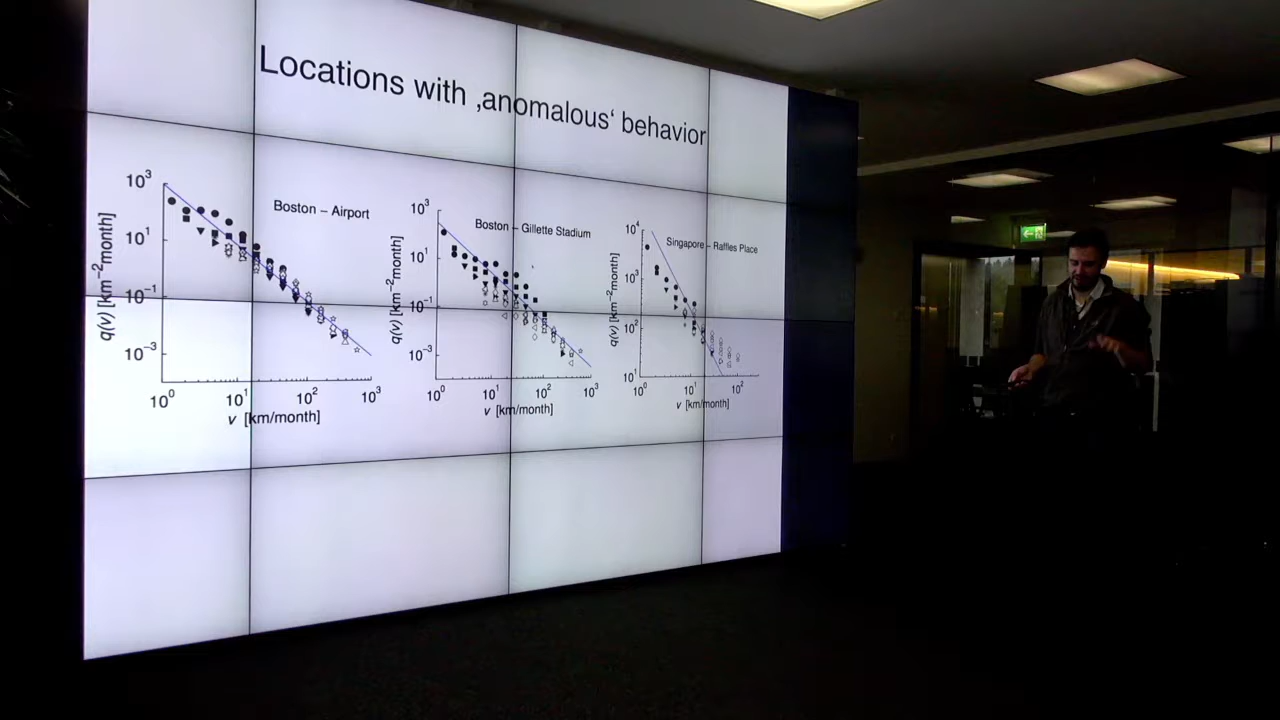 Locations with ‚anomalous‘ behavior
Boston – Airport
10³
10¹
10⁻¹
10⁻³
q(v) [km⁻²month]
10⁰ 10¹ 10² 10³
v [km/month]
Boston – Gillette Stadium
10³
10¹
10⁻¹
10⁻³
q(v) [km⁻²month]
10⁰ 10¹ 10² 10³
v [km/month]
Singapore – Raffles Place
10⁴
10³
10²
10¹
q(v) [km⁻²month]
10⁰ 10¹ 10²
v [km/month]